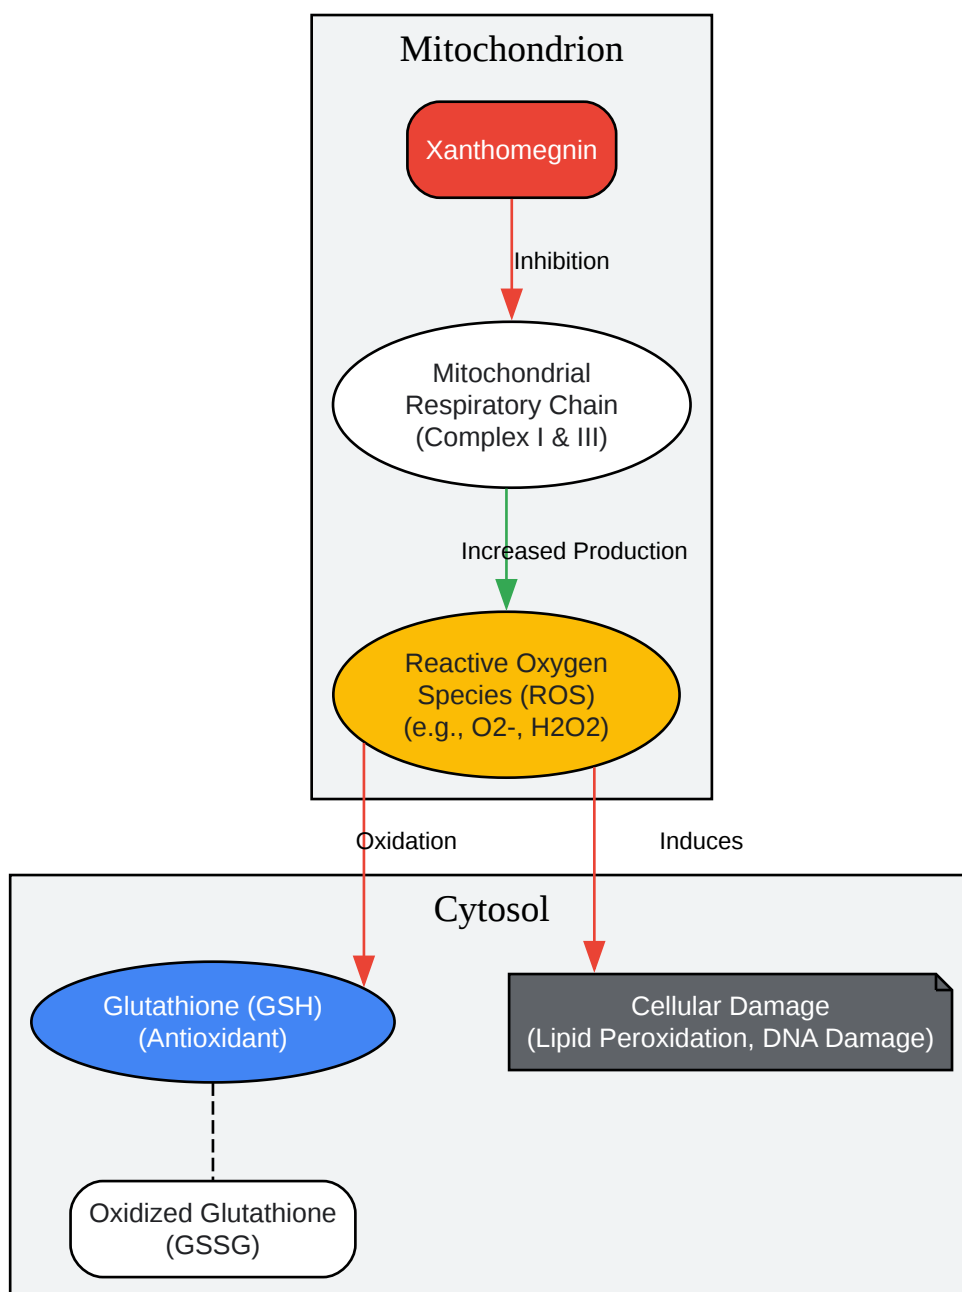 Mitochondrion
Xanthomegnin
Inhibition
Mitochondrial
Respiratory Chain
(Complex I & III)
Increased Production
Reactive Oxygen
Species (ROS)
(e.g., O2-, H2O2)
Oxidation
Induces
Cytosol
Glutathione (GSH)
(Antioxidant)
Cellular Damage
(Lipid Peroxidation, DNA Damage)
Oxidized Glutathione
(GSSG)